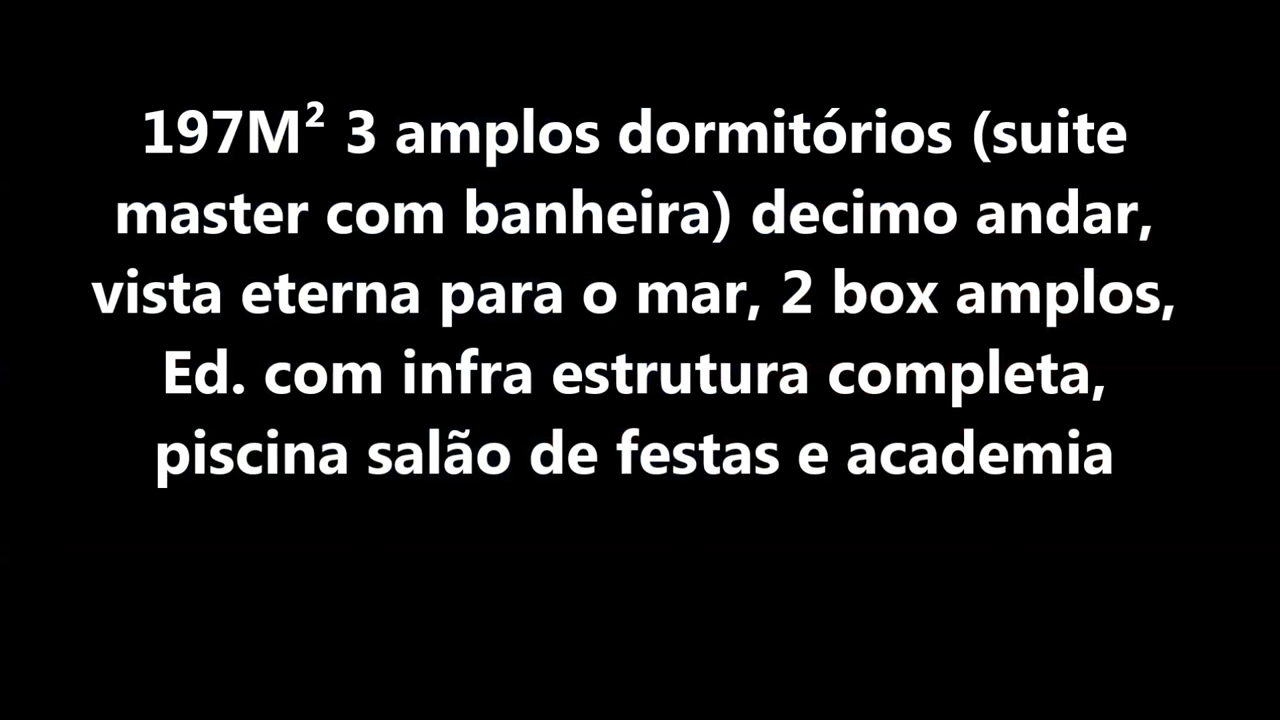 197M² 3 amplos dormitórios (suite
master com banheira) decimo andar,
vista eterna para o mar, 2 box amplos,
Ed. com infra estrutura completa,
piscina salão de festas e academia